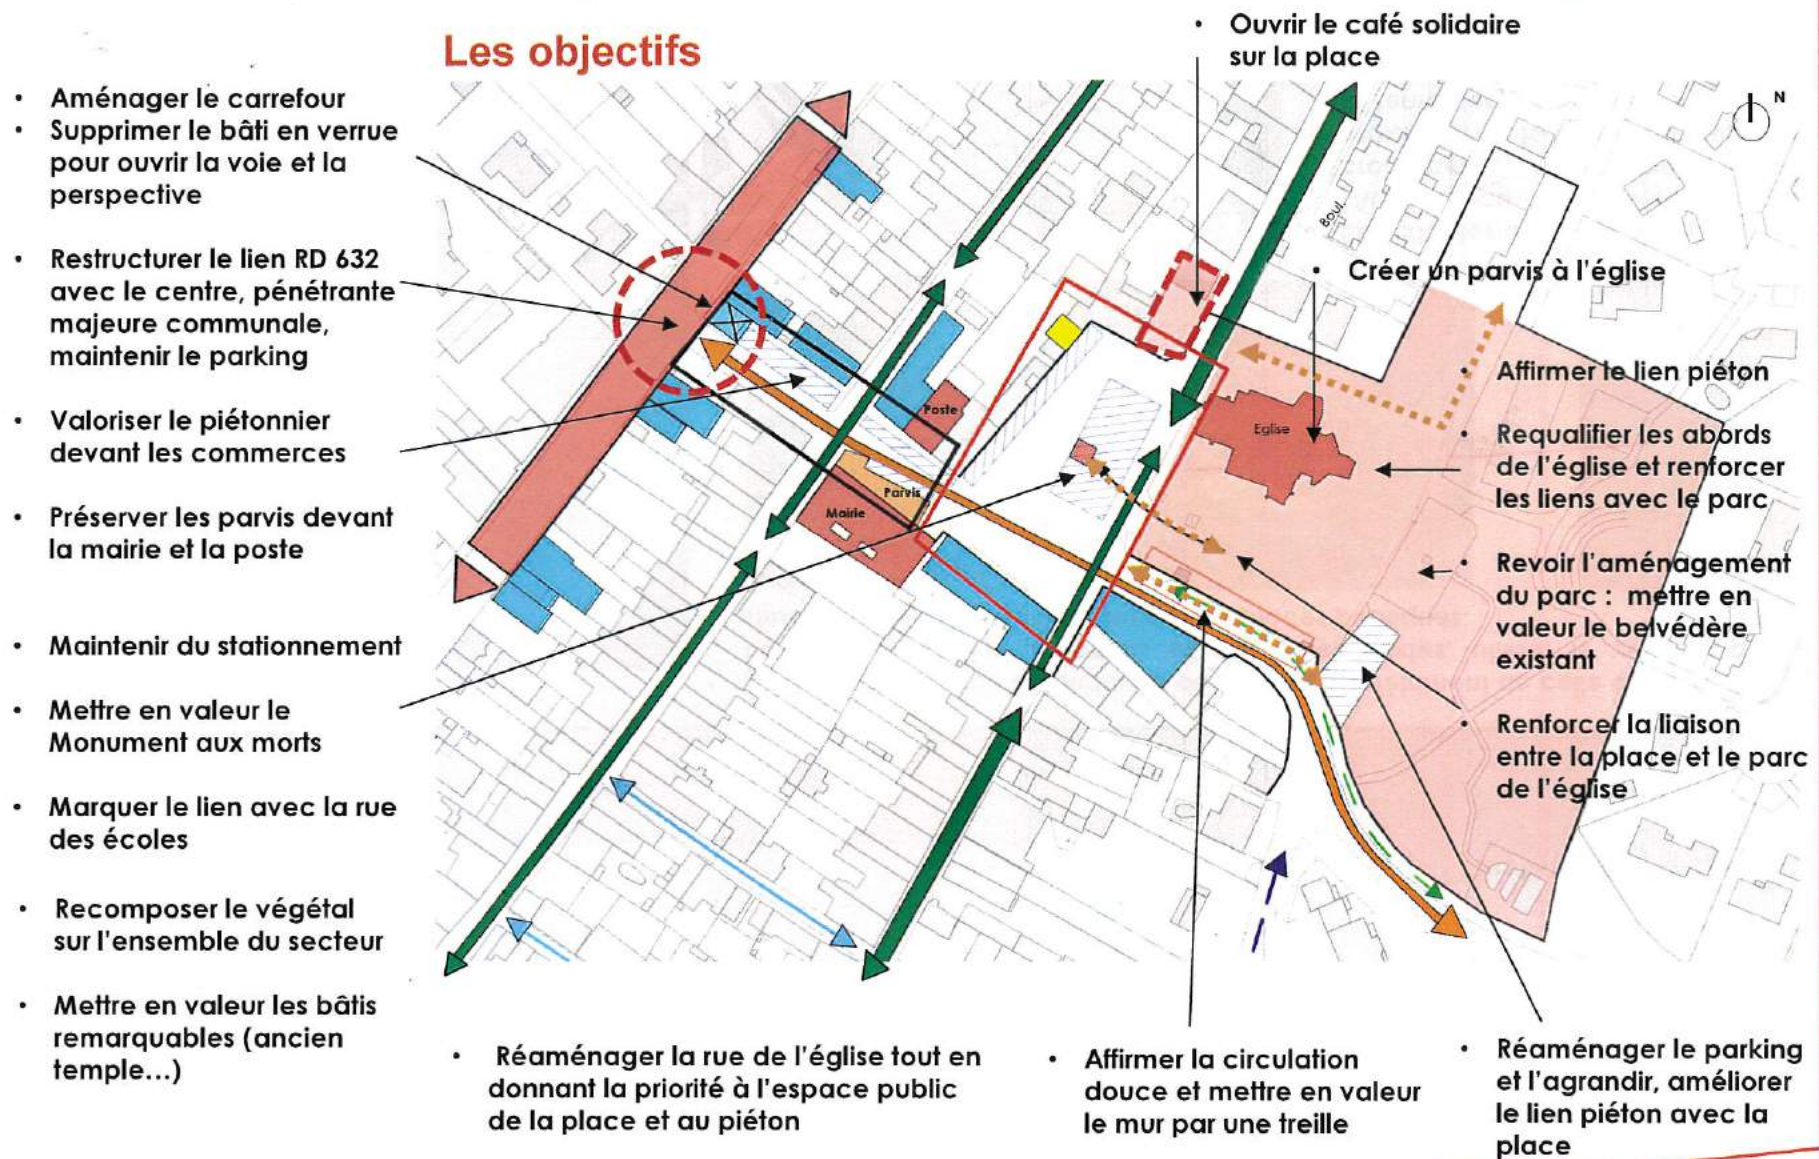 Les objectifs
• Ouvrir le café solidaire
sur la place
• Aménager le carrefour
• Supprimer le bâti en verrue
pour ouvrir la voie et la
perspective
• Restructurer le lien RD 632
avec le centre, pénétrante
majeure communale,
maintenir le parking
• Valoriser le piétonnier
devant les commerces
• Préserver les parvis devant
la mairie et la poste
• Maintenir du stationnement
• Mettre en valeur le
Monument aux morts
• Marquer le lien avec la rue
des écoles
• Recomposer le végétal
sur l'ensemble du secteur
• Mettre en valeur les bâtis
remarquables (ancien
temple...)
N
Boul.
Poste
Parvis
Mairie
Eglise
• Créer un parvis à l'église
• Affirmer le lien piéton
• Requalifier les abords
de l'église et renforcer
les liens avec le parc
• Revoir l'aménagement
du parc : mettre en
valeur le belvédère
existant
• Renforcer la liaison
entre la place et le parc
de l'église
• Réaménager la rue de l'église tout en
donnant la priorité à l'espace public
de la place et au piéton
• Affirmer la circulation
douce et mettre en valeur
le mur par une treille
• Réaménager le parking
et l'agrandir, améliorer
le lien piéton avec la
place